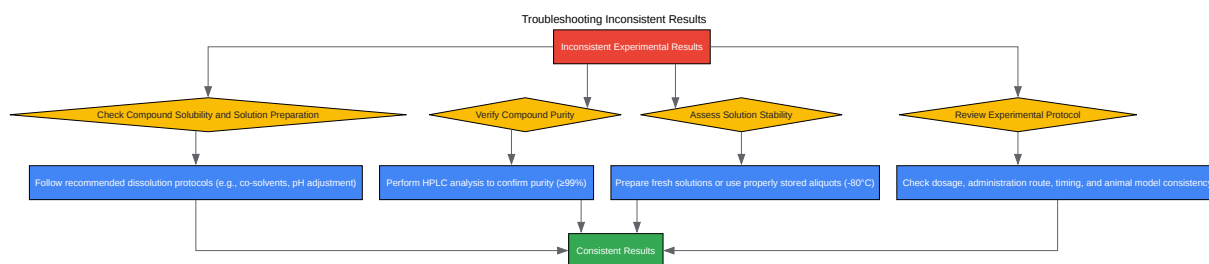 Troubleshooting Inconsistent Results
Inconsistent Experimental Results
Check Compound Solubility and Solution Preparation
Verify Compound Purity
Assess Solution Stability
Review Experimental Protocol
Follow recommended dissolution protocols (e.g., co-solvents, pH adjustment)
Perform HPLC analysis to confirm purity (≥99%)
Prepare fresh solutions or use properly stored aliquots (-80°C)
Check dosage, administration route, timing, and animal model consistency
Consistent Results